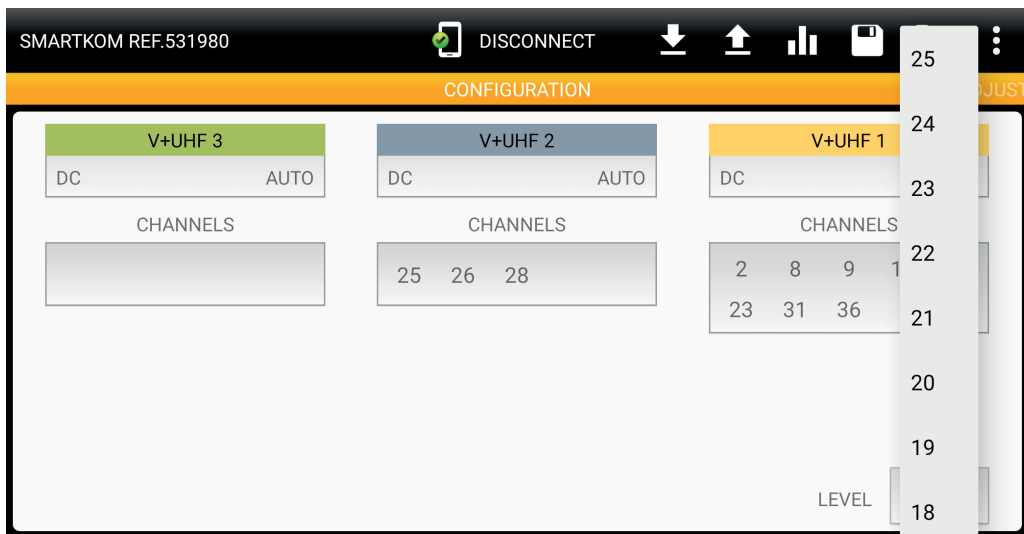 SMARTKOM REF.531980 DISCONNECT
CONFIGURATION
V+UHF 3 V+UHF 2 V+UHF 1
DC AUTO DC AUTO DC
CHANNELS CHANNELS CHANNELS
25 26 28 2 8 9
23 31 36
LEVEL
25
24
23
22
21
20
19
18